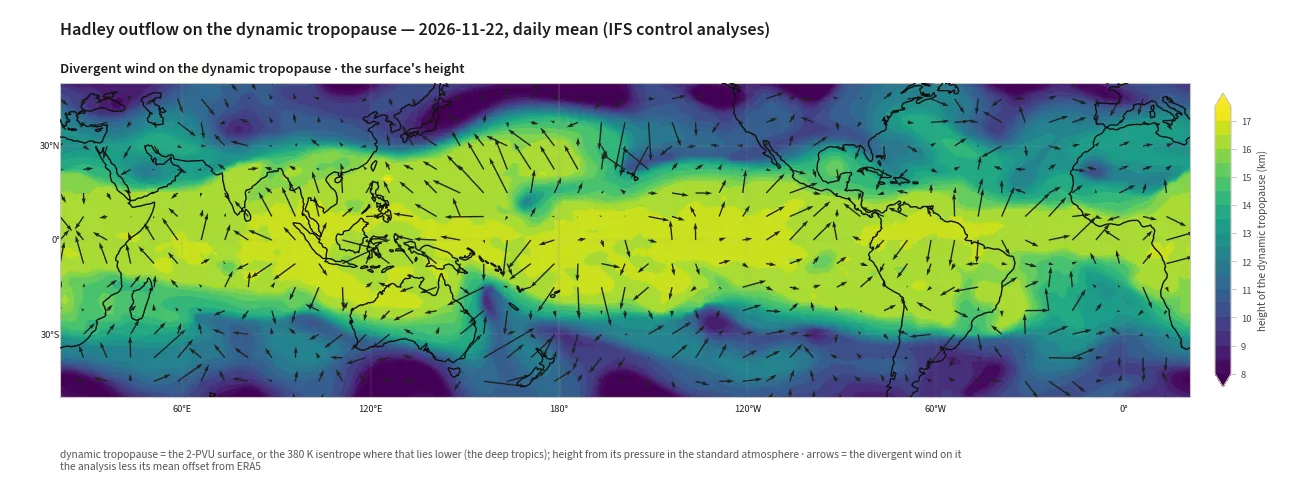 Hadley outflow on the dynamic tropopause — 2026-11-22, daily mean (IFS control analyses)
Divergent wind on the dynamic tropopause · the surface's height
30°N
0°
30°S
60°E
120°E
180°
120°W
60°W
0°
17
16
15
14
13
12
11
10
9
8
height of the dynamic tropopause (km)
dynamic tropopause = the 2-PVU surface, or the 380 K isentrope where that lies lower (the deep tropics); height from its pressure in the standard atmosphere · arrows = the divergent wind on it
the analysis less its mean offset from ERA5